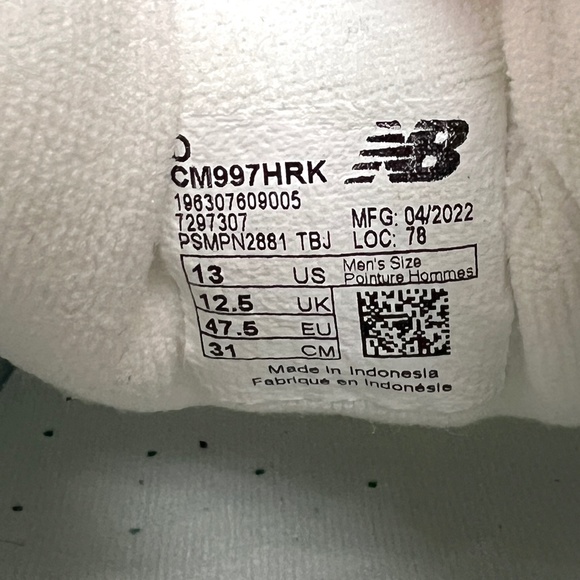 D
CM997HRK
NB
196307609005
7297307
MFG: 04/2022
PSMPN2881 TBJ
LOC: 78
13 US
Men's Size
Pointure Hommes
12.5 UK
47.5 EU
31 CM
Made in Indonesia
Fabriqué en Indonésie